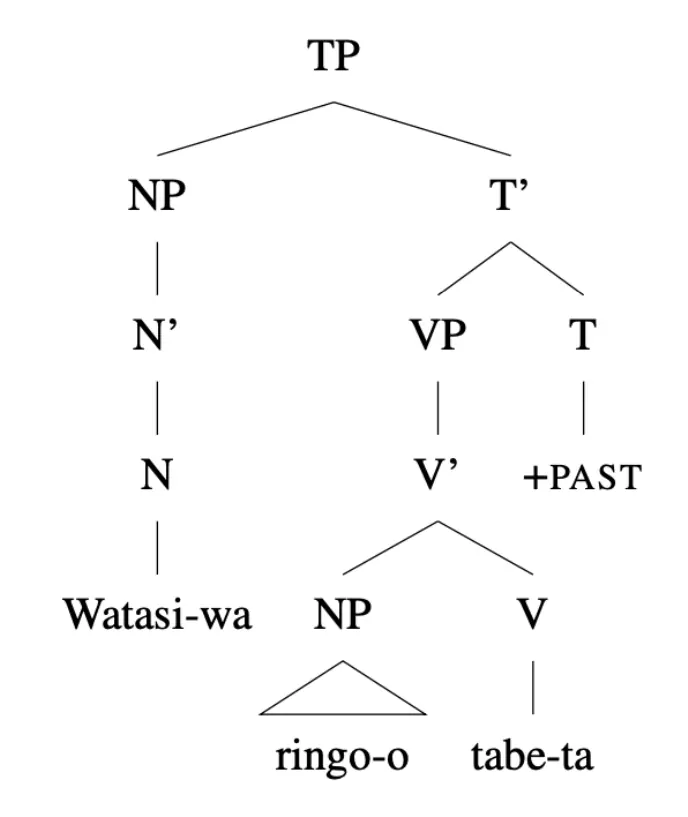 TP
NP T’
N’ VP T
N V’ +PAST
Watasi-wa NP V
ringo-o tabe-ta